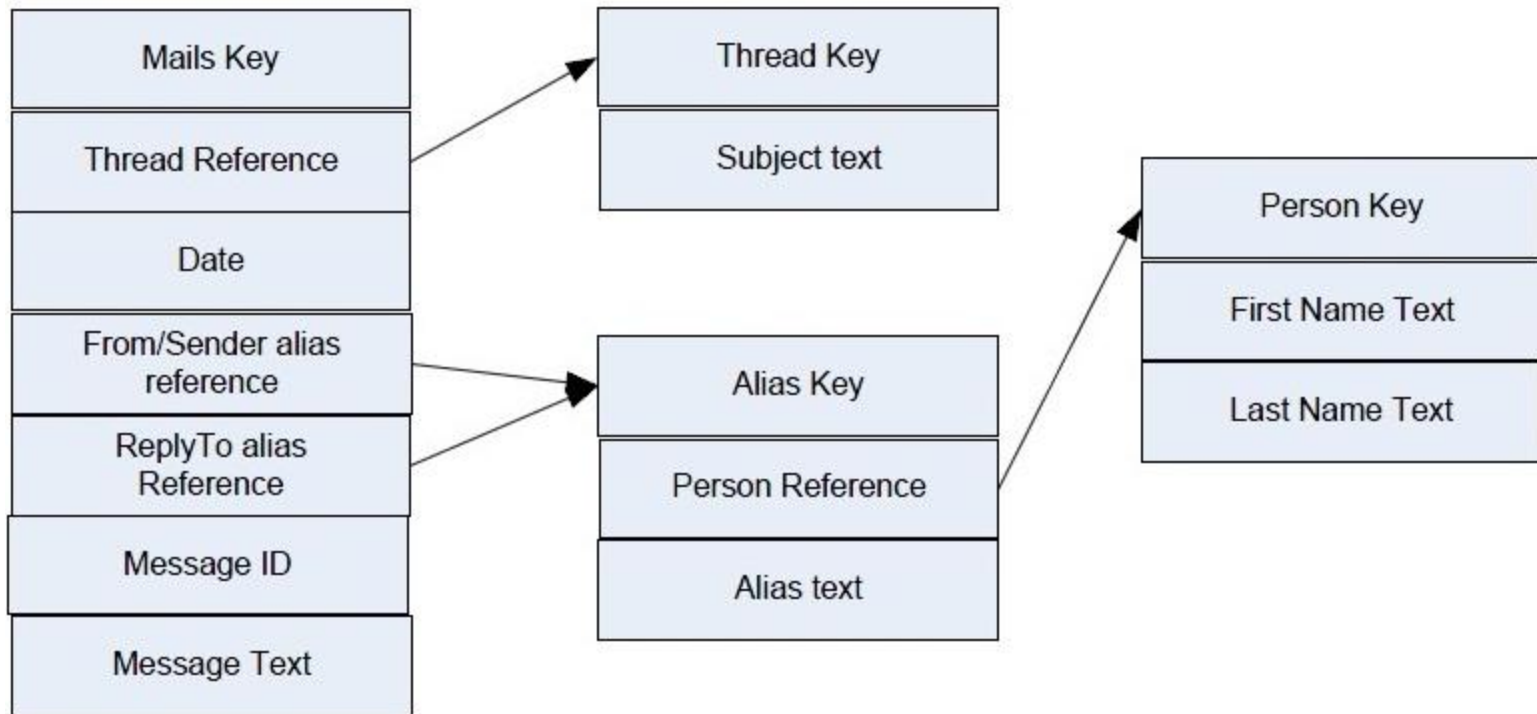 Mails Key
Thread Reference
Date
From/Sender alias
reference
ReplyTo alias
Reference
Message ID
Message Text
Thread Key
Subject text
Alias Key
Person Reference
Alias text
Person Key
First Name Text
Last Name Text